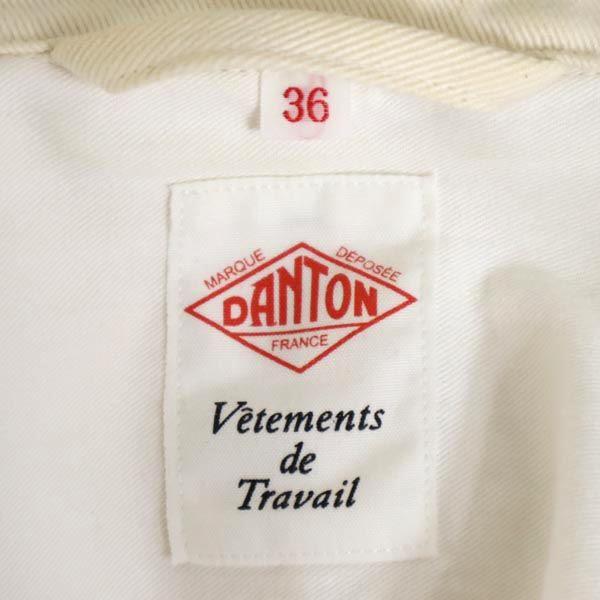 36
MARQUE DÉPOSÉE
DANTON
FRANCE
Vêtements
de
Travail